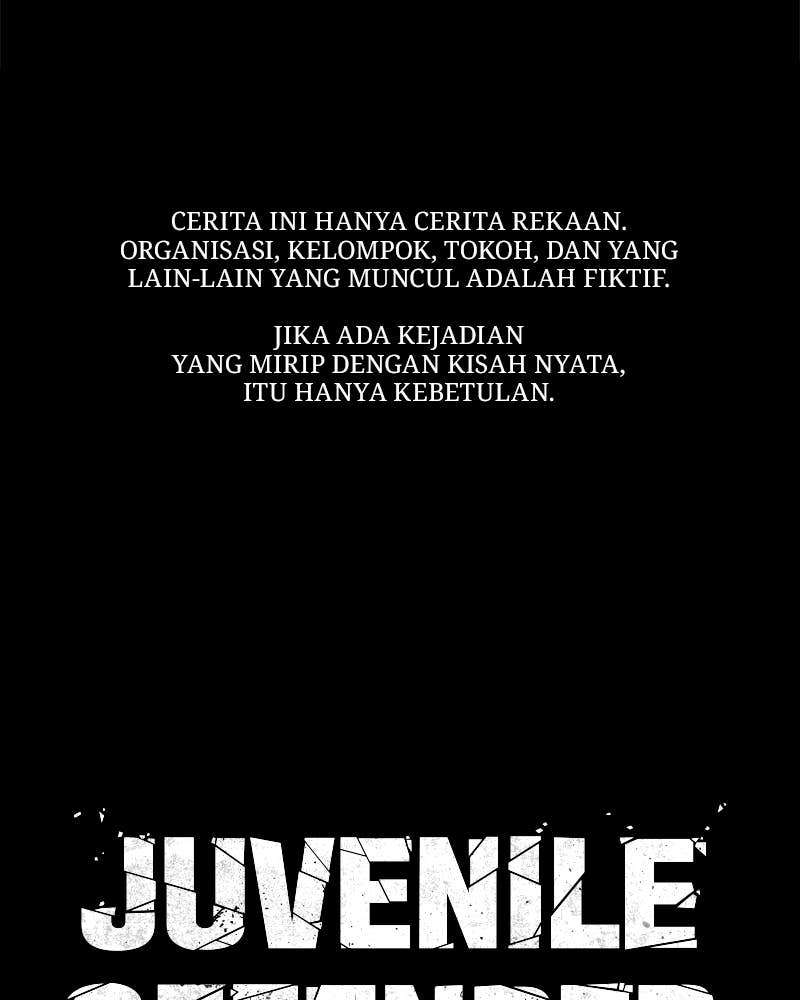 CERITA INI HANYA CERITA REKAAN.
ORGANISASI, KELOMPOK, TOKOH, DAN YANG
LAIN-LAIN YANG MUNCUL ADALAH FIKTIF.
JIKA ADA KEJADIAN
YANG MIRIP DENGAN KISAH NYATA,
ITU HANYA KEBETULAN.
JUVENILE